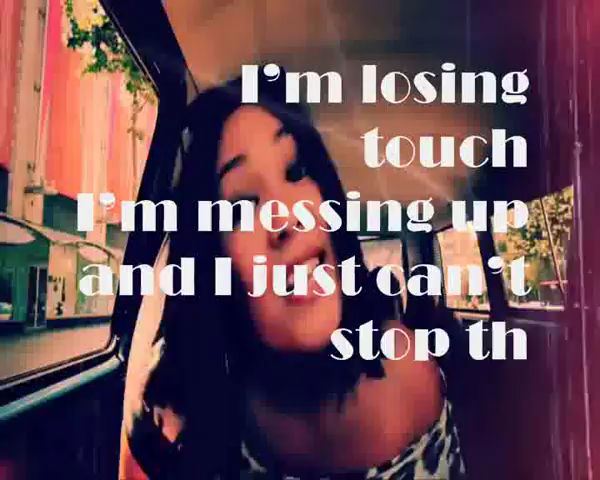 I'm losing
touch
I'm messing up
and I just can't
stop th